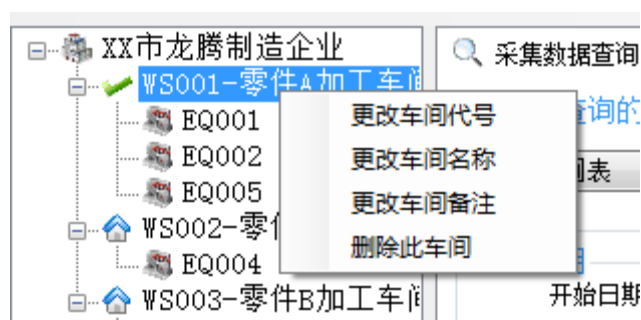 XX市龙腾制造企业
WS001-零件A加工车间
EQ001
EQ002
EQ005
WS002-零件
EQ004
WS003-零件B加工车间
更改车间代号
更改车间名称
更改车间备注
删除此车间
采集数据查询
查询的
表
开始日期